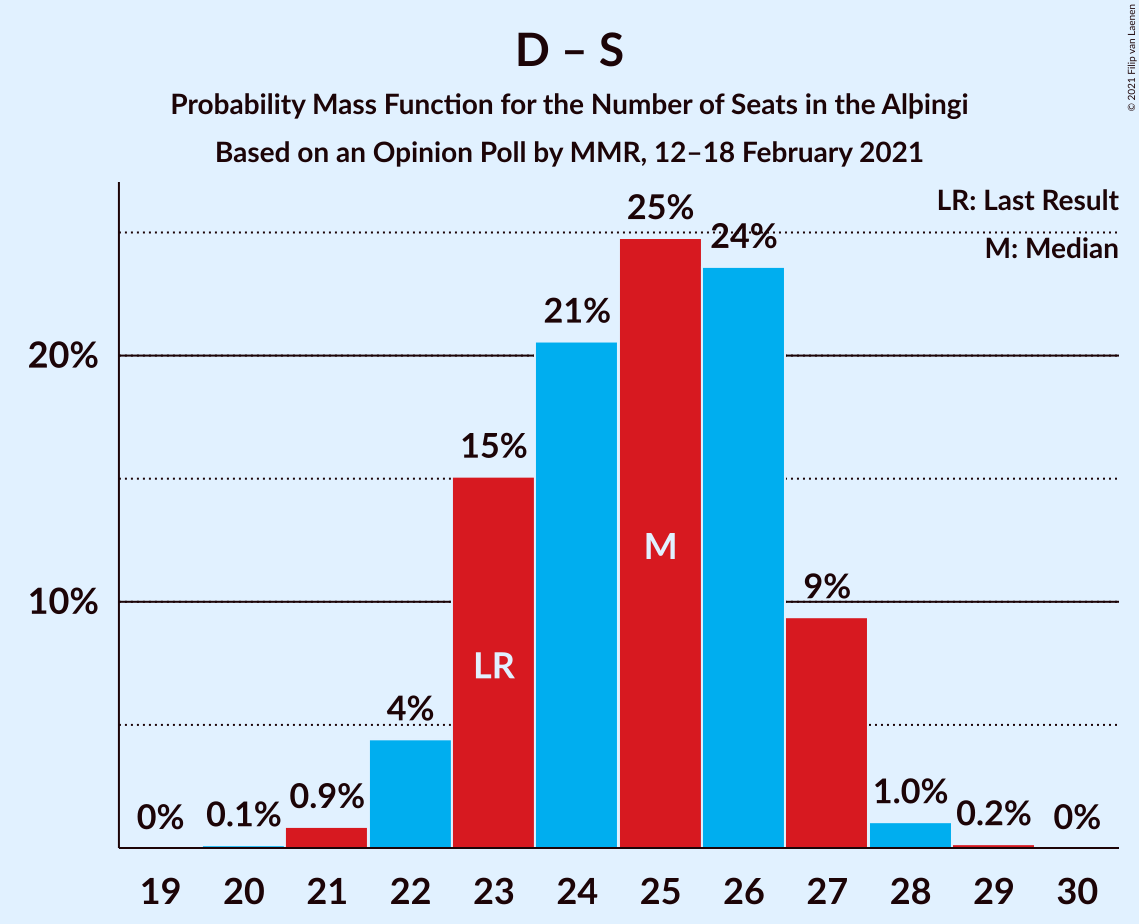 D – S
Probability Mass Function for the Number of Seats in the Alþingi
Based on an Opinion Poll by MMR, 12–18 February 2021
© 2021 Filip van Laenen
LR: Last Result
M: Median
20%
10%
0%
0.1%
0.9%
4%
15%
21%
25%
24%
9%
1.0%
0.2%
0%
LR
M
19 20 21 22 23 24 25 26 27 28 29 30